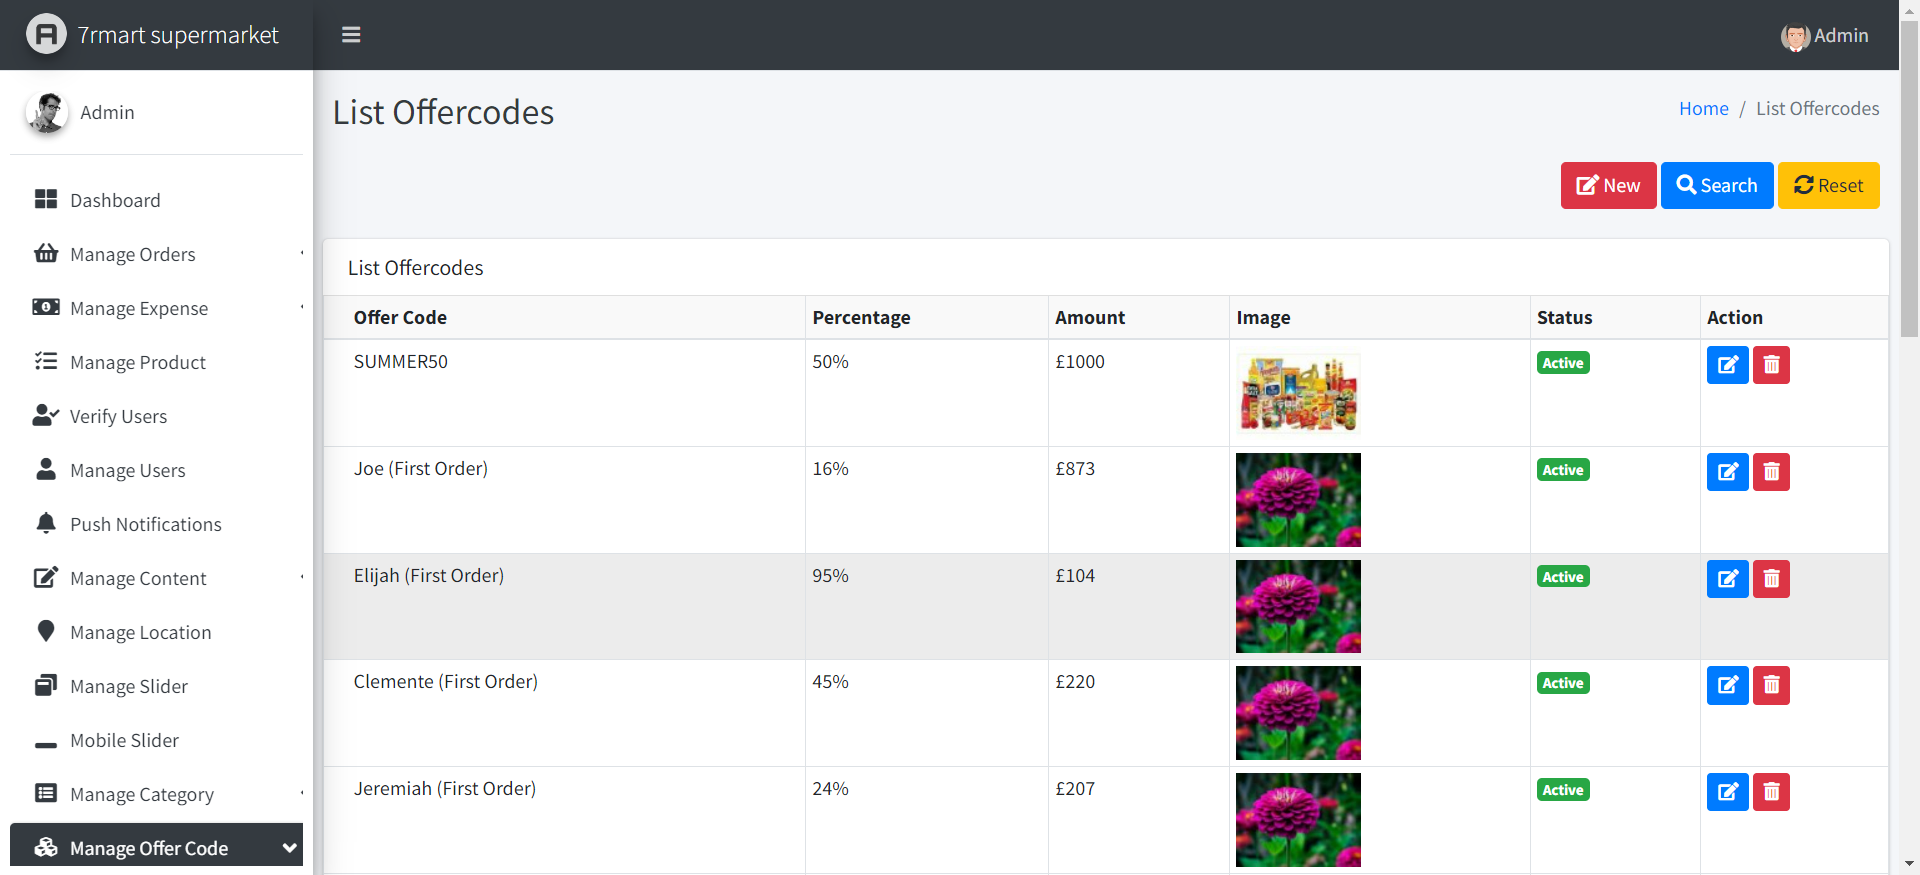 7rmart supermarket
Admin
Admin
Dashboard
Manage Orders
Manage Expense
Manage Product
Verify Users
Manage Users
Push Notifications
Manage Content
Manage Location
Manage Slider
Mobile Slider
Manage Category
Manage Offer Code
List Offercodes
Home / List Offercodes
New Search Reset
List Offercodes
Offer Code Percentage Amount Image Status Action
SUMMER50 50% £1000 Active
Joe (First Order) 16% £873 Active
Elijah (First Order) 95% £104 Active
Clemente (First Order) 45% £220 Active
Jeremiah (First Order) 24% £207 Active